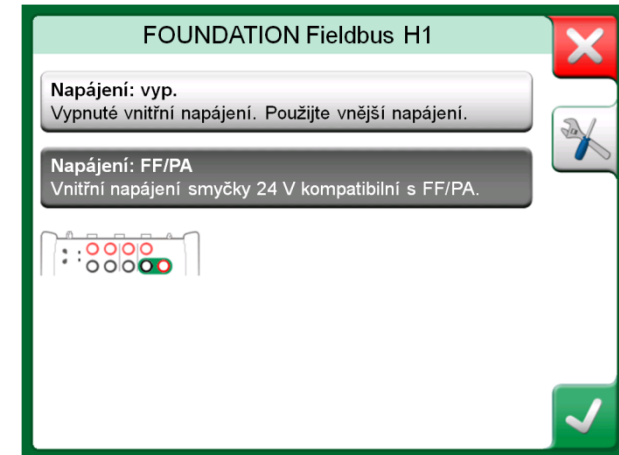 FOUNDATION Fieldbus H1
Napájení: vyp.
Vypnuté vnitřní napájení. Použijte vnější napájení.
Napájení: FF/PA
Vnitřní napájení smyčky 24 V kompatibilní s FF/PA.